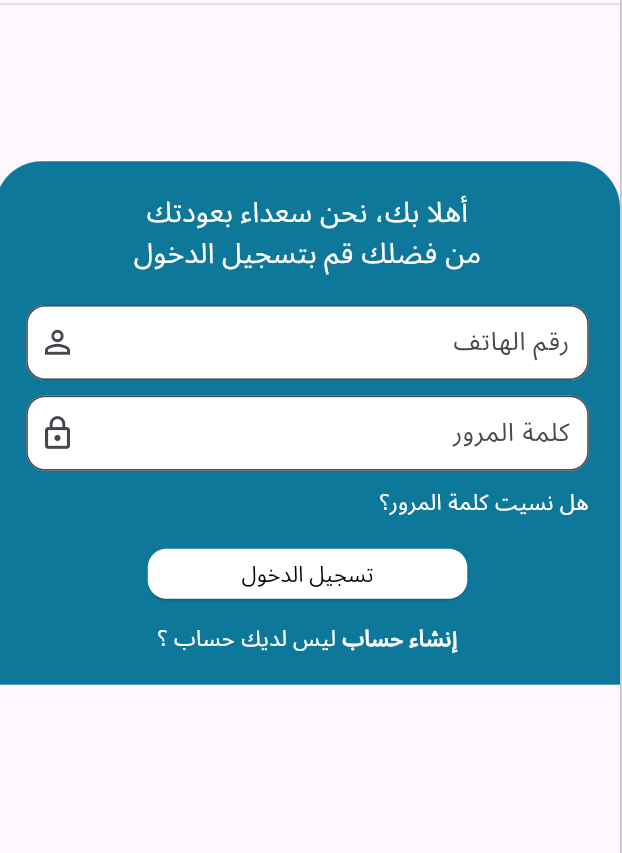 أهلا بك، نحن سعداء بعودتك
من فضلك قم بتسجيل الدخول
رقم الهاتف
كلمة المرور
هل نسيت كلمة المرور؟
تسجيل الدخول
إنشاء حساب ليس لديك حساب ؟